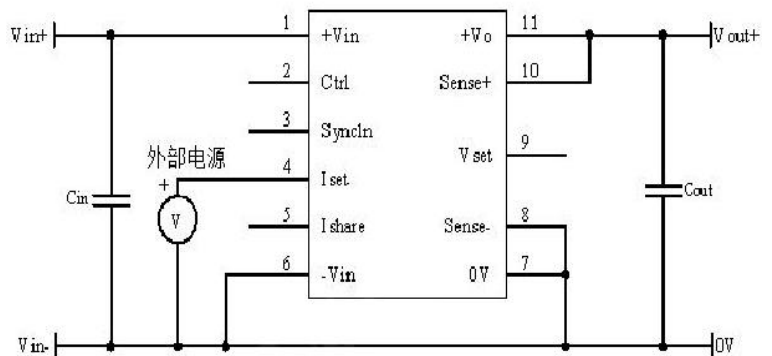 Vin+
1
+Vin
+Vo
11
Vout+
2
Ctrl
Sense+
10
3
SyncIn
Vset
9
外部电源
+
4
Iset
Cin
V
Cout
5
Ishare
Sense-
8
6
-Vin
0V
7
Vin-
0V